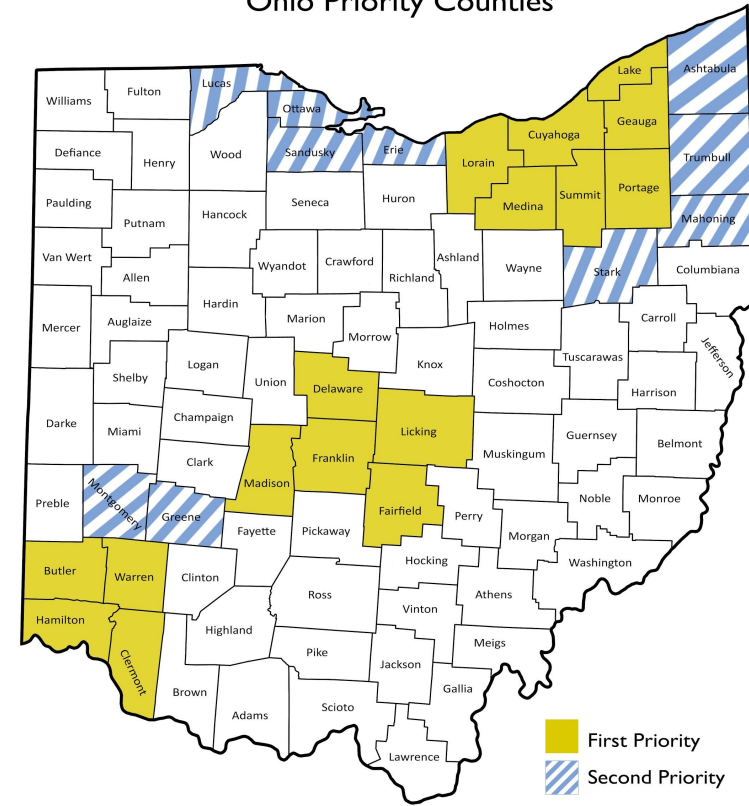 Ohio Priority Counties
Williams
Fulton
Lucas
Ottawa
Lake
Ashtabula
Defiance
Henry
Wood
Sandusky
Erie
Lorain
Cuyahoga
Geauga
Trumbull
Paulding
Putnam
Hancock
Seneca
Huron
Medina
Summit
Portage
Mahoning
Van Wert
Allen
Wyandot
Crawford
Richland
Ashland
Wayne
Stark
Columbiana
Mercer
Auglaize
Hardin
Marion
Morrow
Holmes
Carroll
Jefferson
Shelby
Logan
Union
Delaware
Knox
Coshocton
Tuscarawas
Harrison
Darke
Miami
Champaign
Clark
Madison
Franklin
Licking
Muskingum
Guernsey
Belmont
Preble
Montgomery
Greene
Fayette
Pickaway
Fairfield
Perry
Morgan
Noble
Monroe
Washington
Butler
Warren
Clinton
Ross
Hocking
Vinton
Athens
Hamilton
Clermont
Highland
Pike
Jackson
Meigs
Brown
Adams
Scioto
Gallia
Lawrence
First Priority
Second Priority